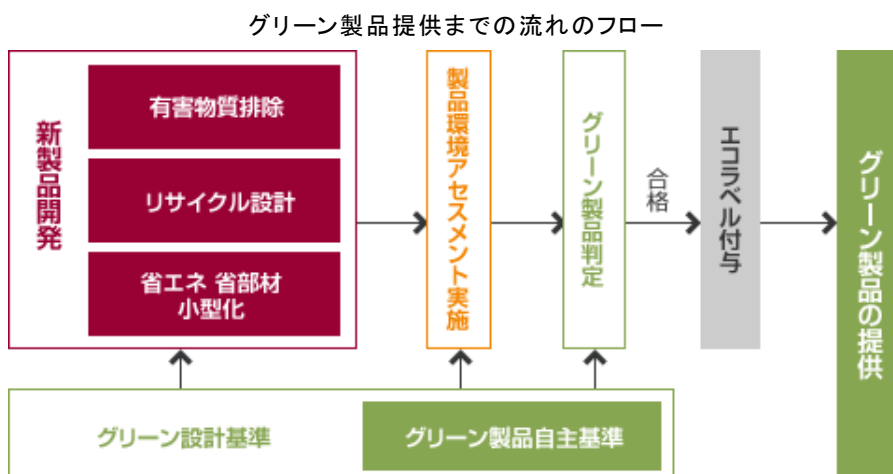 グリーン製品提供までの流れのフロー
新製品開発
有害物質排除
リサイクル設計
省エネ 省部材
小型化
製品環境アセスメント実施
グリーン製品判定
合格
エコラベル付与
グリーン製品の提供
グリーン設計基準
グリーン製品自主基準